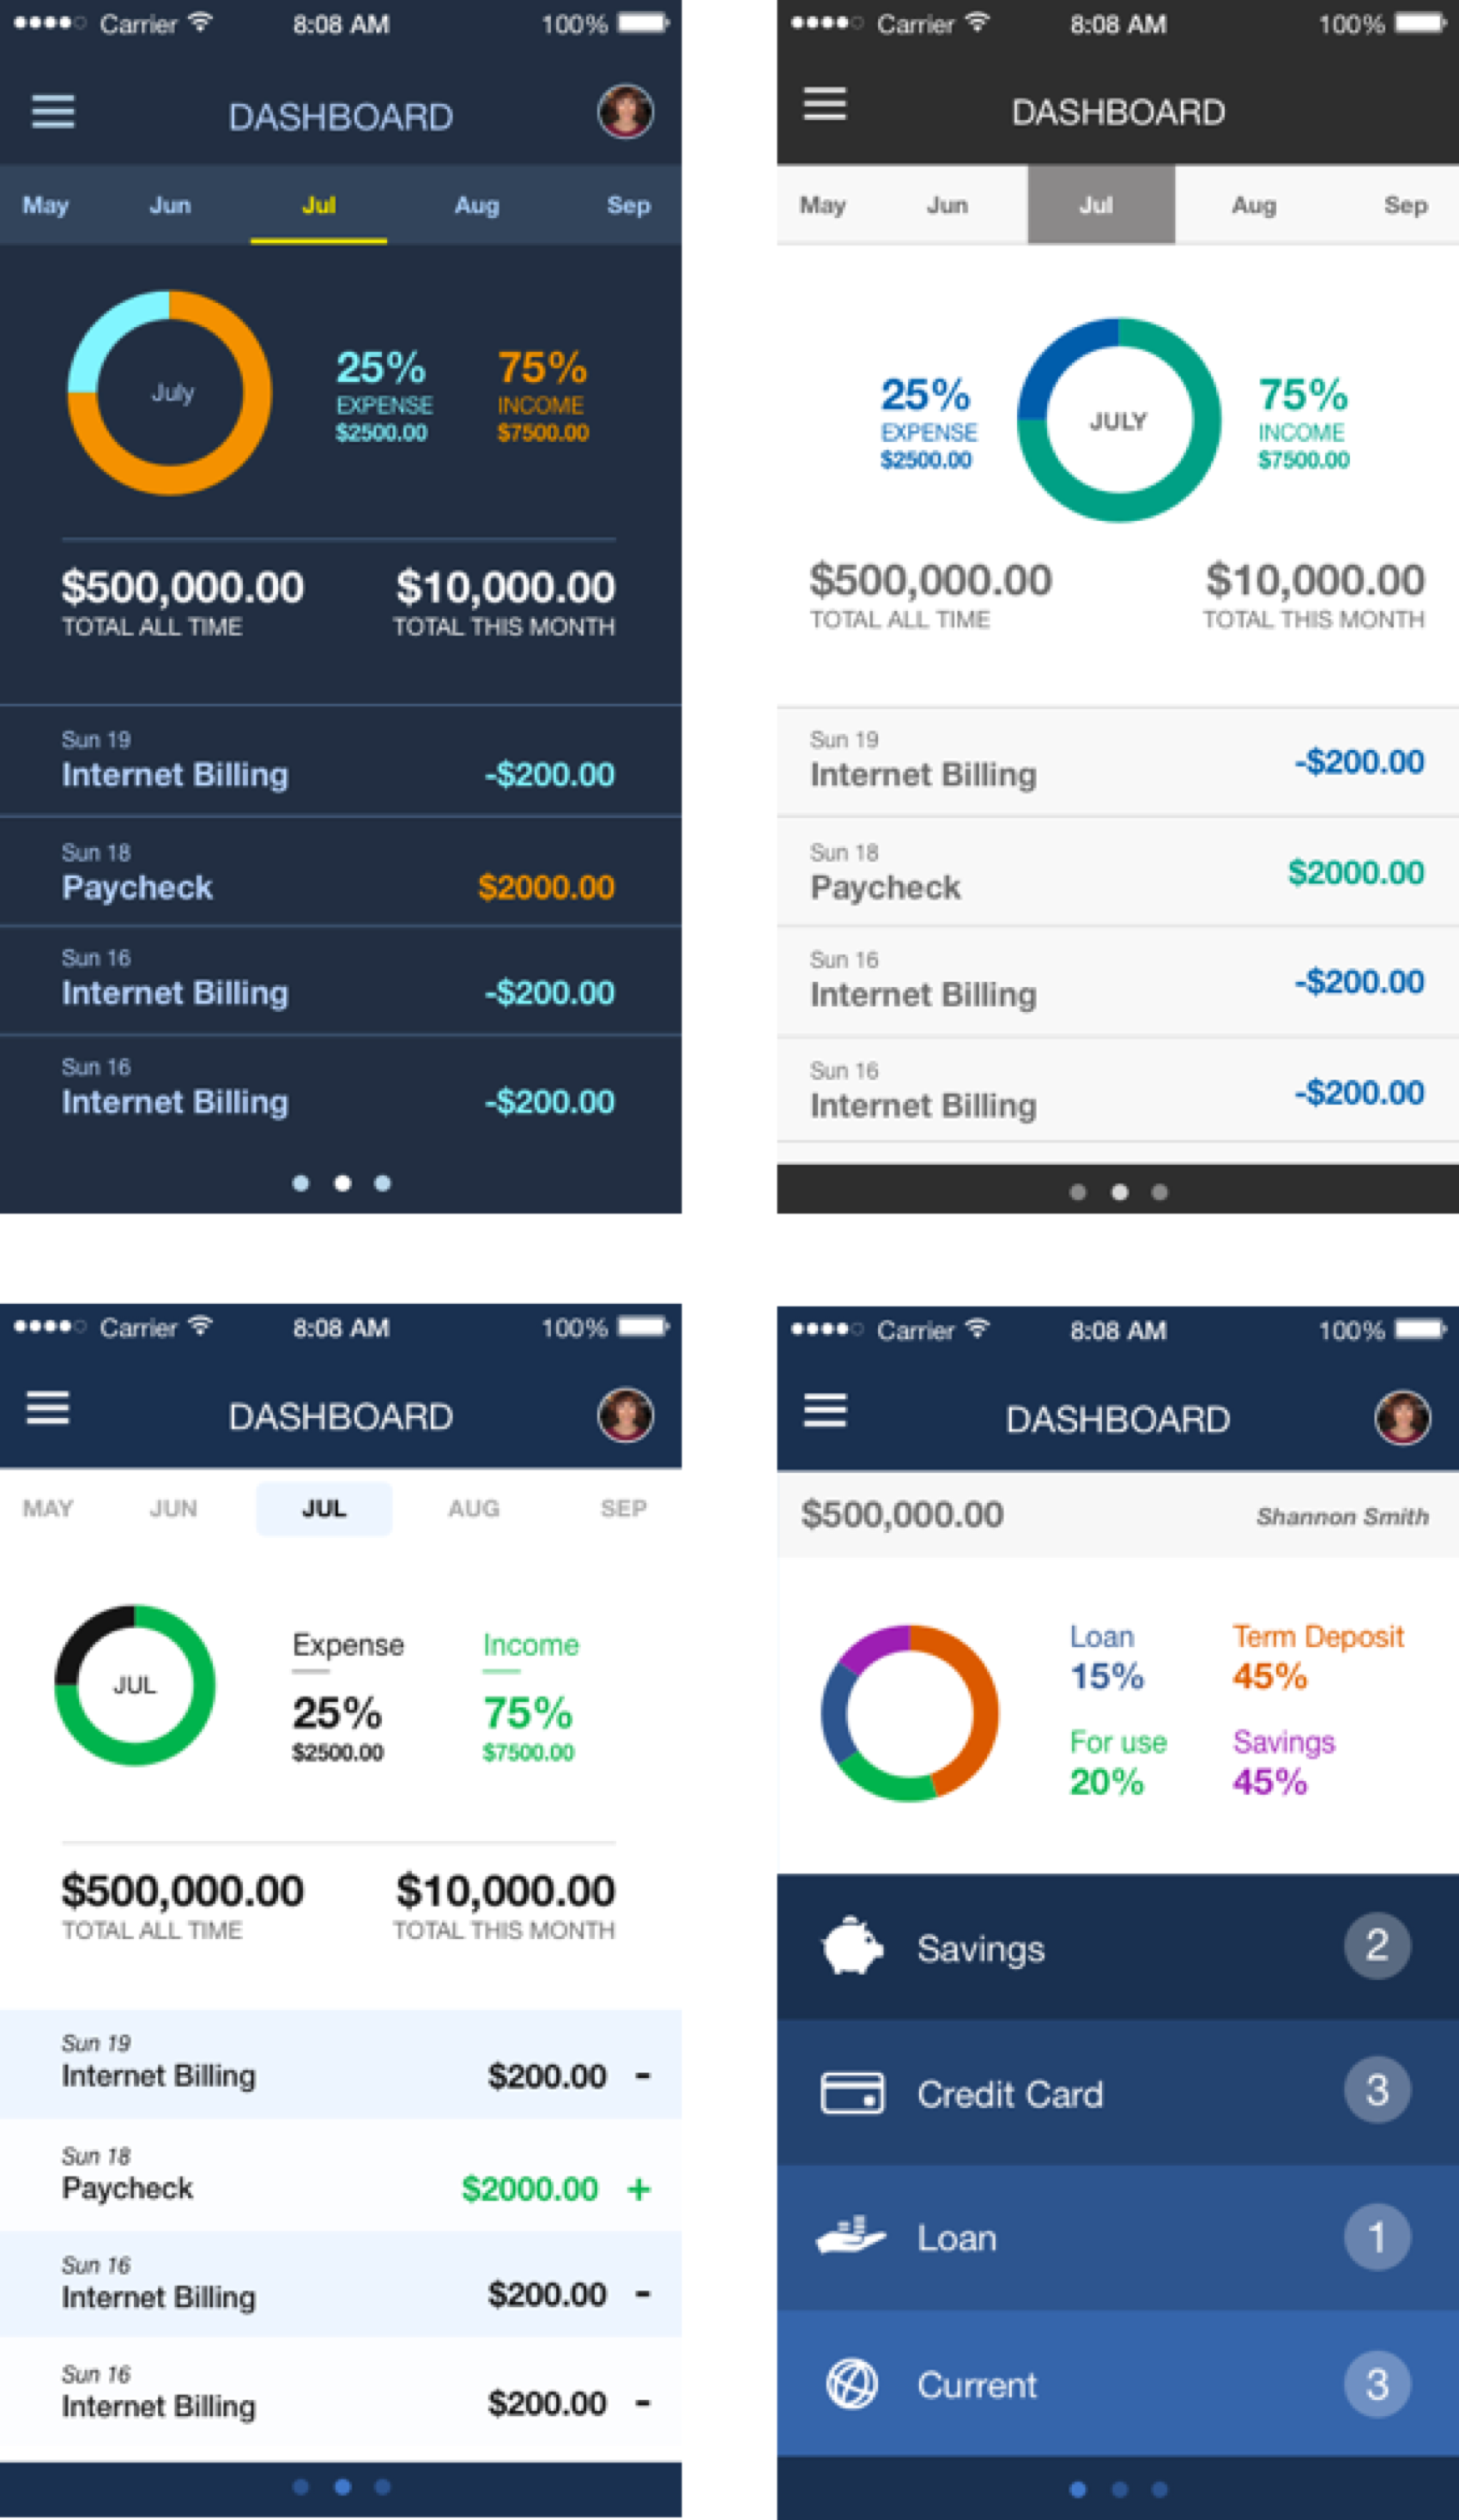 Carrier 8:08 AM 100%
DASHBOARD
May Jun Jul Aug Sep
July
25% 75%
EXPENSE INCOME
$2500.00 $7500.00
$500,000.00 $10,000.00
TOTAL ALL TIME TOTAL THIS MONTH
Sun 19
Internet Billing -$200.00
Sun 18
Paycheck $2000.00
Sun 16
Internet Billing -$200.00
Sun 16
Internet Billing -$200.00
Carrier 8:08 AM 100%
DASHBOARD
May Jun Jul Aug Sep
25% 75%
EXPENSE JULY INCOME
$2500.00 $7500.00
$500,000.00 $10,000.00
TOTAL ALL TIME TOTAL THIS MONTH
Sun 19
Internet Billing -$200.00
Sun 18
Paycheck $2000.00
Sun 16
Internet Billing -$200.00
Sun 16
Internet Billing -$200.00
Carrier 8:08 AM 100%
DASHBOARD
MAY JUN JUL AUG SEP
Expense Income
JUL
25% 75%
$2500.00 $7500.00
$500,000.00 $10,000.00
TOTAL ALL TIME TOTAL THIS MONTH
Sun 19
Internet Billing $200.00 -
Sun 18
Paycheck $2000.00 +
Sun 16
Internet Billing $200.00 -
Sun 16
Internet Billing $200.00 -
Carrier 8:08 AM 100%
DASHBOARD
$500,000.00 Shannon Smith
Loan Term Deposit
15% 45%
For use Savings
20% 45%
Savings 2
Credit Card 3
Loan 1
Current 3